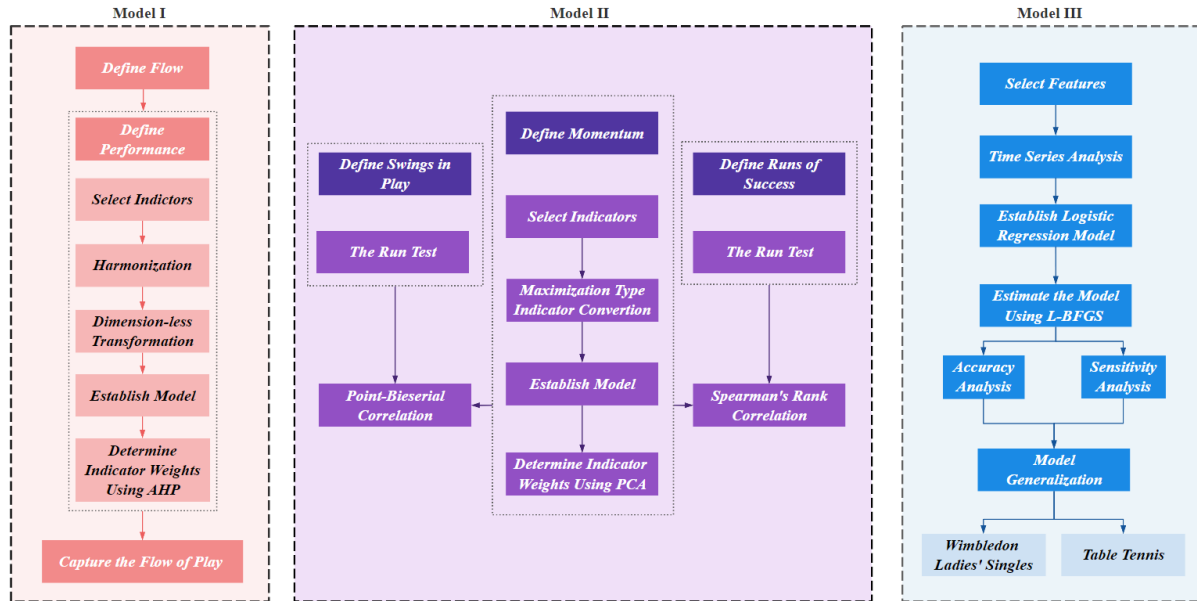 Model I
Define Flow
Define
Performance
Select Indictors
Harmonization
Dimension-less
Transformation
Establish Model
Determine
Indicator Weights
Using AHP
Capture the Flow of Play
Model II
Define Swings in
Play
The Run Test
Point-Bieserial
Correlation
Define Momentum
Select Indicators
Maximization Type
Indicator Convertion
Establish Model
Determine Indicator
Weights Using PCA
Define Runs of
Success
The Run Test
Spearman's Rank
Correlation
Model III
Select Features
Time Series Analysis
Establish Logistic
Regression Model
Estimate the Model
Using L-BFGS
Accuracy
Analysis
Sensitivity
Analysis
Model
Generalization
Wimbledon
Ladies' Singles
Table Tennis